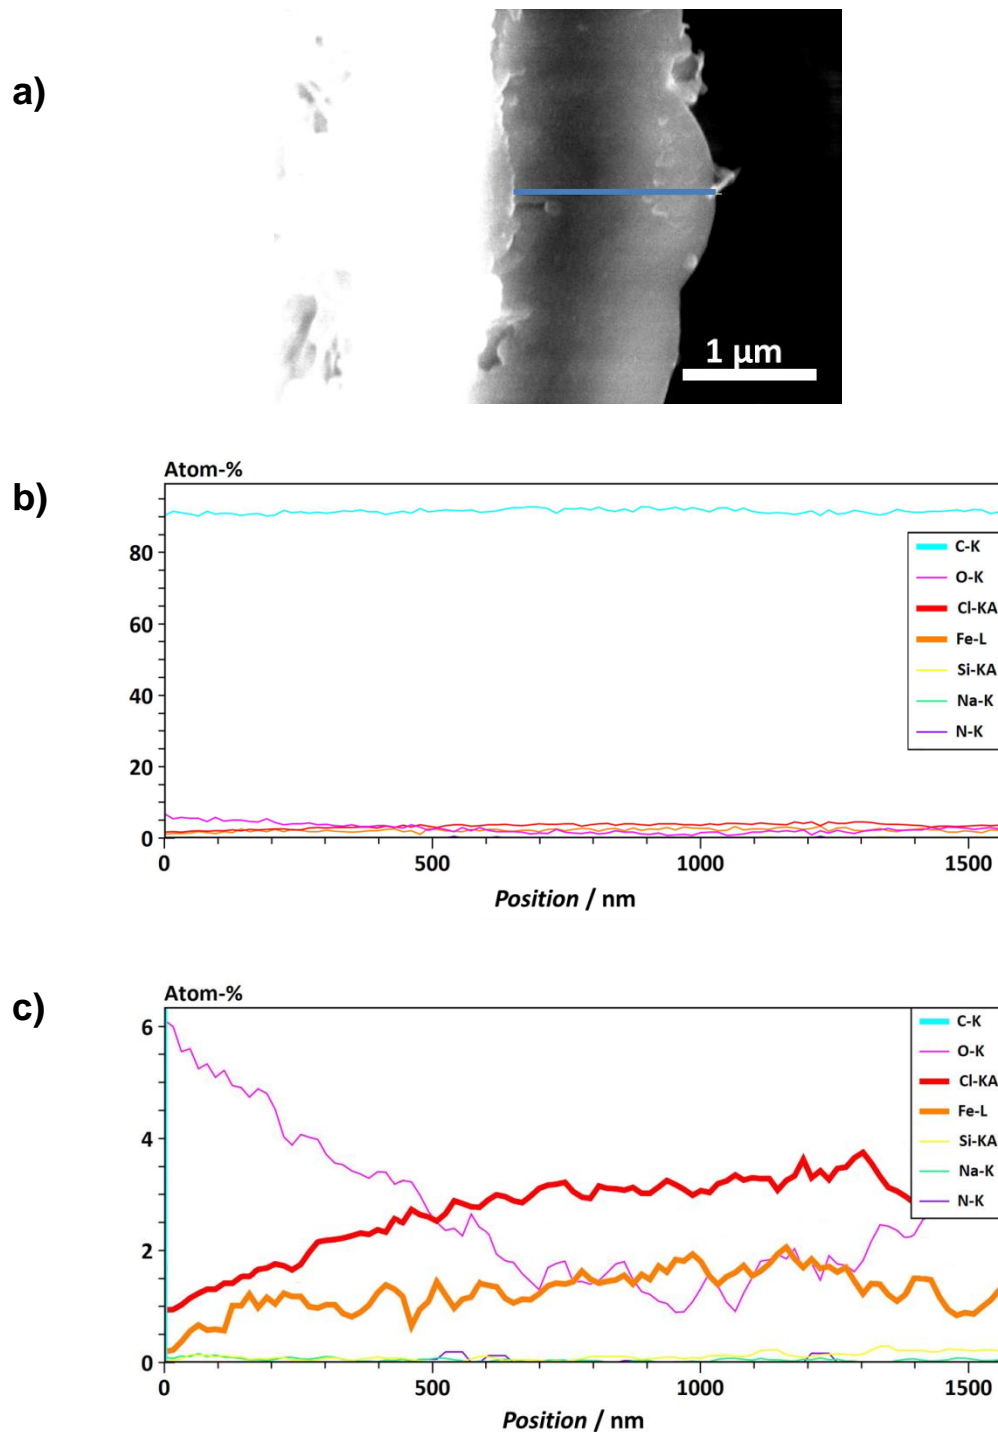 a)
1 µm
b)
Atom-%
80
60
40
20
0
C-K
O-K
Cl-KA
Fe-L
Si-KA
Na-K
N-K
0 500 1000 1500
Position / nm
c)
Atom-%
6
4
2
0
C-K
O-K
Cl-KA
Fe-L
Si-KA
Na-K
N-K
0 500 1000 1500
Position / nm